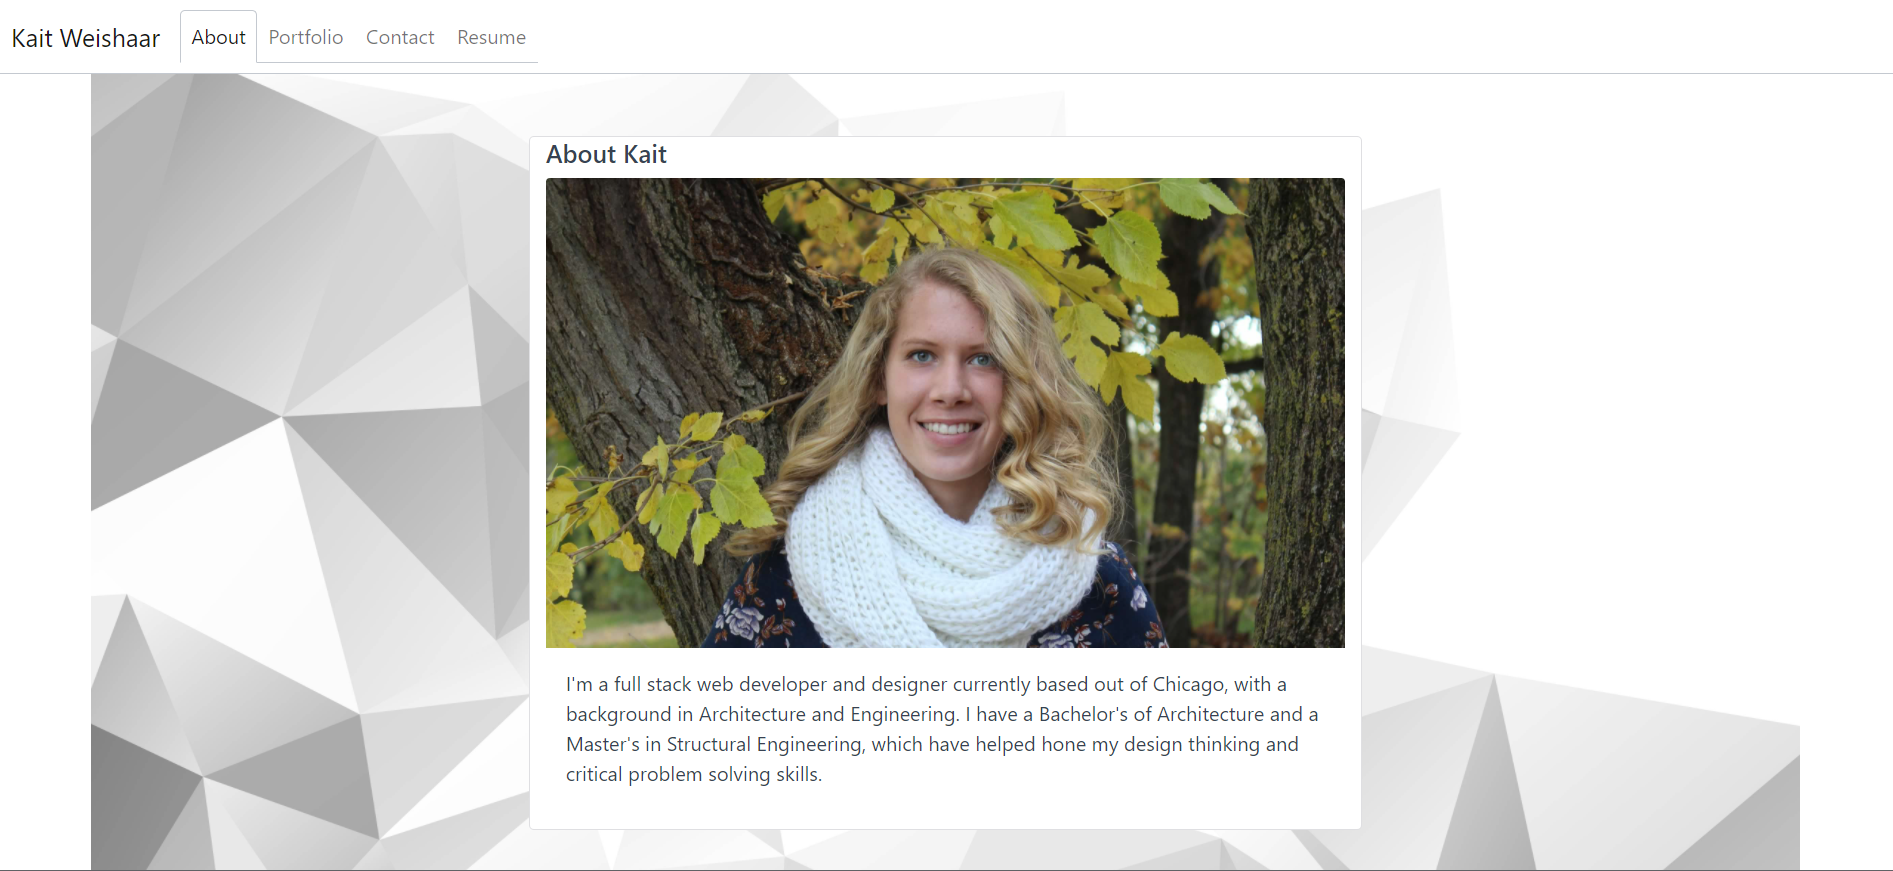 Kait Weishaar About Portfolio Contact Resume
About Kait
I'm a full stack web developer and designer currently based out of Chicago, with a
background in Architecture and Engineering. I have a Bachelor's of Architecture and a
Master's in Structural Engineering, which have helped hone my design thinking and
critical problem solving skills.